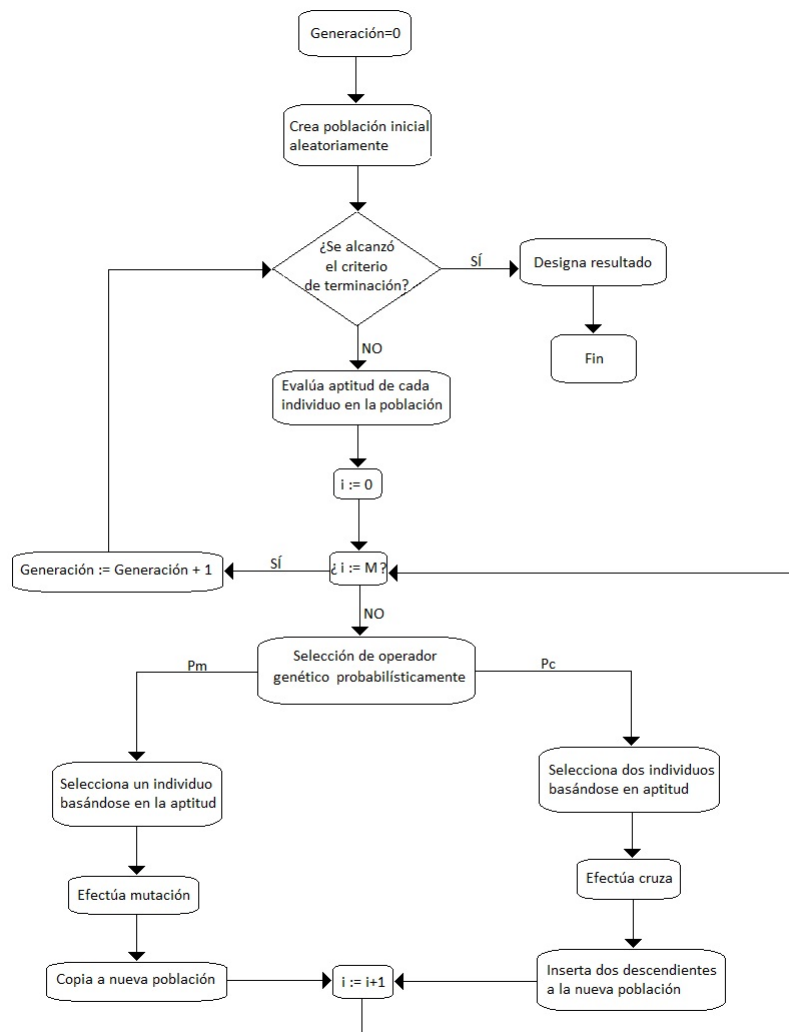 Generación=0
Crea población inicial
aleatoriamente
¿Se alcanzó
el criterio
de terminación?
SÍ
Designa resultado
Fin
NO
Evalúa aptitud de cada
individuo en la población
i := 0
¿ i := M ?
SÍ
Generación := Generación + 1
NO
Selección de operador
genético probabilísticamente
Pm
Pc
Selecciona un individuo
basándose en la aptitud
Selecciona dos individuos
basándose en aptitud
Efectúa mutación
Efectúa cruza
Copia a nueva población
i := i+1
Inserta dos descendientes
a la nueva población